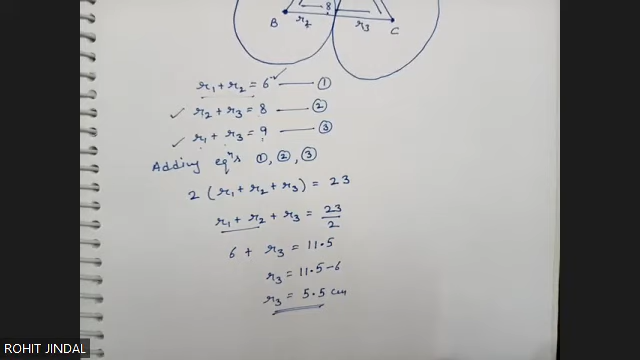 8
B r₂ r₃ C
r₁ + r₂ = 6 ✓ —— ①
✓ r₂ + r₃ = 8 —— ②
✓ r₁ + r₃ = 9 —— ③
Adding eqⁿs ①, ②, ③
2 ( r₁ + r₂ + r₃ ) = 23
r₁ + r₂ + r₃ = 23/2
6 + r₃ = 11.5
r₃ = 11.5 - 6
r₃ = 5.5 cm
ROHIT JINDAL